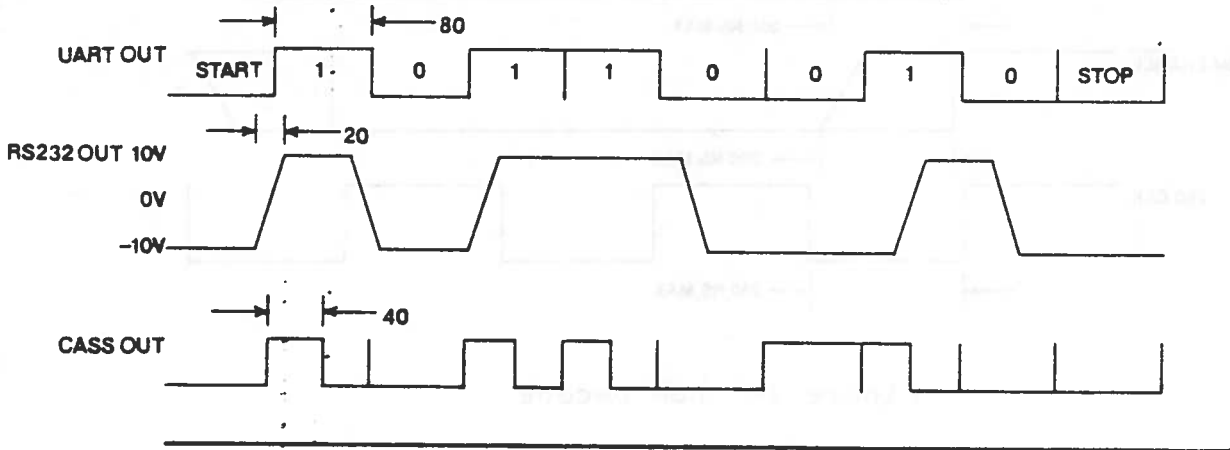 80
UART OUT
START 1 0 1 1 0 0 1 0 STOP
20
RS232 OUT 10V
0V
-10V
40
CASS OUT